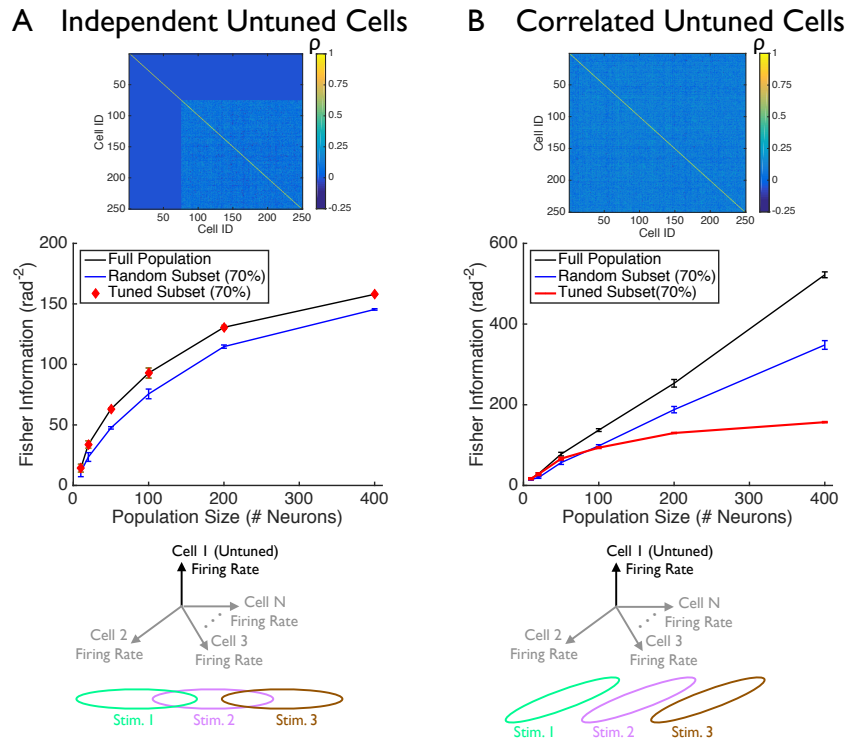 A Independent Untuned Cells
ρ
1
0.75
0.5
0.25
0
-0.25
50
100
150
200
250
Cell ID
50 100 150 200 250
Cell ID
200
150
100
50
0
Fisher Information (rad⁻²)
Full Population
Random Subset (70%)
Tuned Subset (70%)
0 100 200 300 400
Population Size (# Neurons)
Cell 1 (Untuned)
Firing Rate
Cell N
Firing Rate
Cell 2
Firing Rate
Cell 3
Firing Rate
Stim. 1 Stim. 2 Stim. 3
B Correlated Untuned Cells
ρ
1
0.75
0.5
0.25
0
-0.25
50
100
150
200
250
Cell ID
50 100 150 200 250
Cell ID
600
400
200
0
Fisher Information (rad⁻²)
Full Population
Random Subset (70%)
Tuned Subset(70%)
0 100 200 300 400
Population Size (# Neurons)
Cell 1 (Untuned)
Firing Rate
Cell N
Firing Rate
Cell 2
Firing Rate
Cell 3
Firing Rate
Stim. 1 Stim. 2 Stim. 3